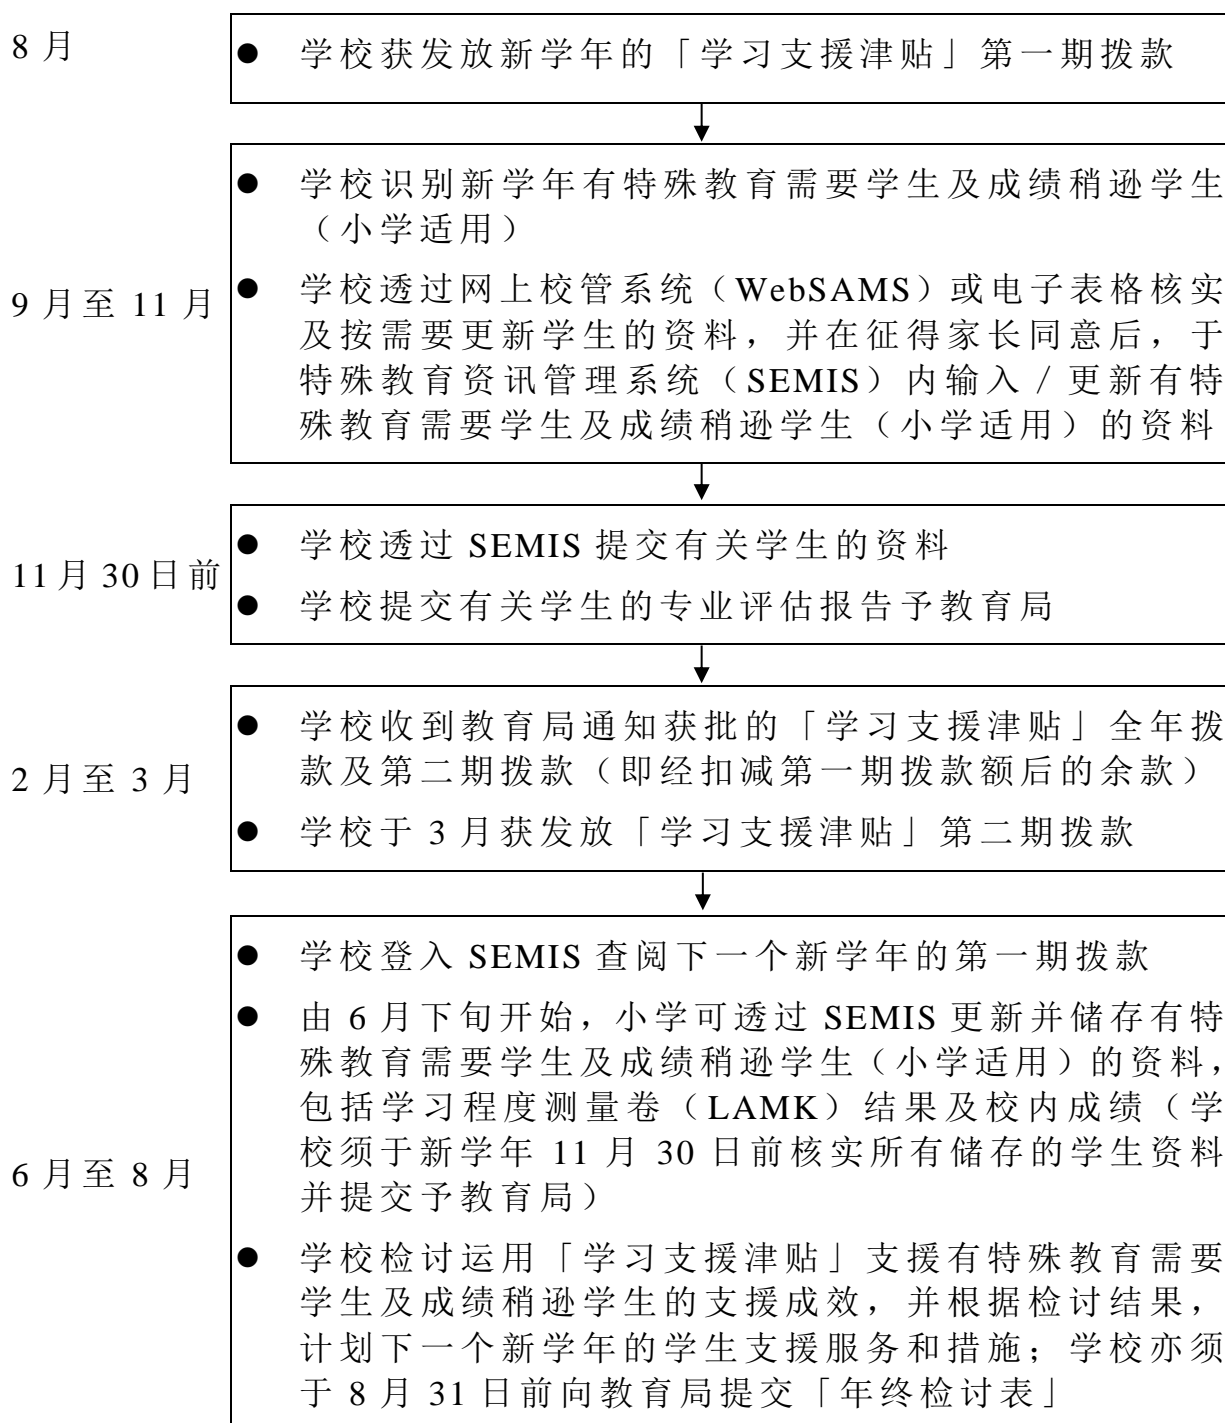 8 月
● 学校获发放新学年的「学习支援津贴」第一期拨款
9 月至 11 月
● 学校识别新学年有特殊教育需要学生及成绩稍逊学生
（小学适用）
● 学校透过网上校管系统（WebSAMS）或电子表格核实
及按需要更新学生的资料，并在征得家长同意后，于
特殊教育资讯管理系统（SEMIS）内输入／更新有特
殊教育需要学生及成绩稍逊学生（小学适用）的资料
11月 30日前
● 学校透过 SEMIS 提交有关学生的资料
● 学校提交有关学生的专业评估报告予教育局
2 月至 3 月
● 学校收到教育局通知获批的「学习支援津贴」全年拨
款及第二期拨款（即经扣减第一期拨款额后的余款）
● 学校于 3 月获发放「学习支援津贴」第二期拨款
6 月至 8 月
● 学校登入 SEMIS 查阅下一个新学年的第一期拨款
● 由 6 月下旬开始，小学可透过 SEMIS 更新并储存有特
殊教育需要学生及成绩稍逊学生（小学适用）的资料，
包括学习程度测量卷（LAMK）结果及校内成绩（学
校须于新学年 11 月 30 日前核实所有储存的学生资料
并提交予教育局）
● 学校检讨运用「学习支援津贴」支援有特殊教育需要
学生及成绩稍逊学生的支援成效，并根据检讨结果，
计划下一个新学年的学生支援服务和措施；学校亦须
于 8 月 31 日前向教育局提交「年终检讨表」